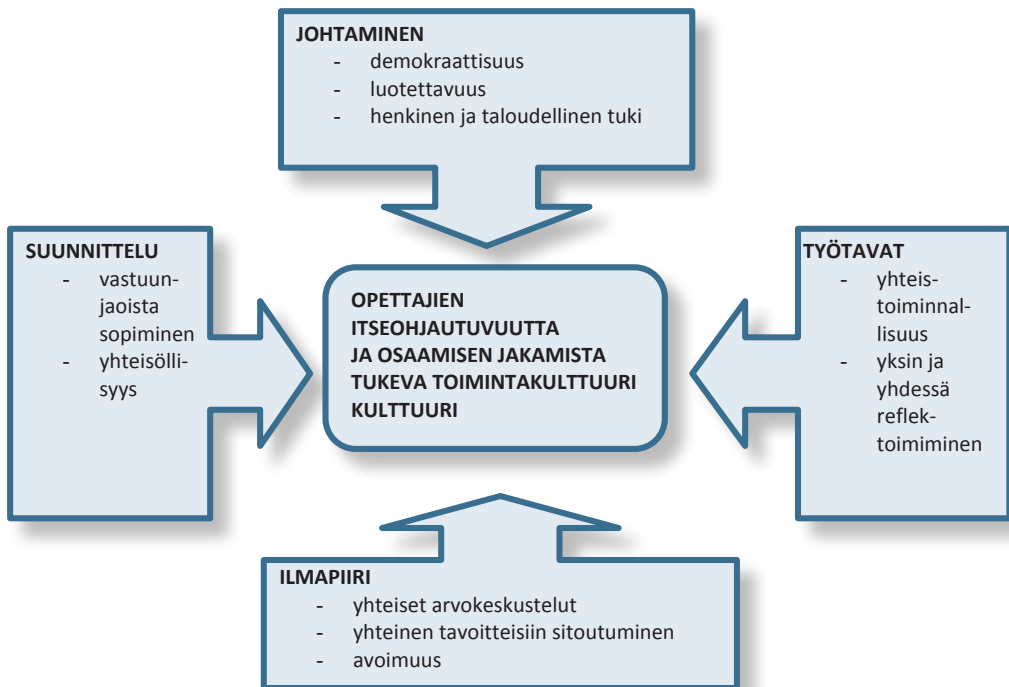 JOHTAMINEN
- demokraattisuus
- luotettavuus
- henkinen ja taloudellinen tuki
SUUNNITTELU
- vastuun-
jaoista
sopiminen
- yhteisölli-
syys
OPETTAJIEN
ITSEOHJAUTUVUUTTA
JA OSAAMISEN JAKAMISTA
TUKEVA TOIMINTAKULTTUURI
KULTTUURI
TYÖTAVAT
- yhteis-
toiminnal-
lisuus
- yksin ja
yhdessä
reflek-
toimiminen
ILMAPIIRI
- yhteiset arvokeskustelut
- yhteinen tavoitteisiin sitoutuminen
- avoimuus